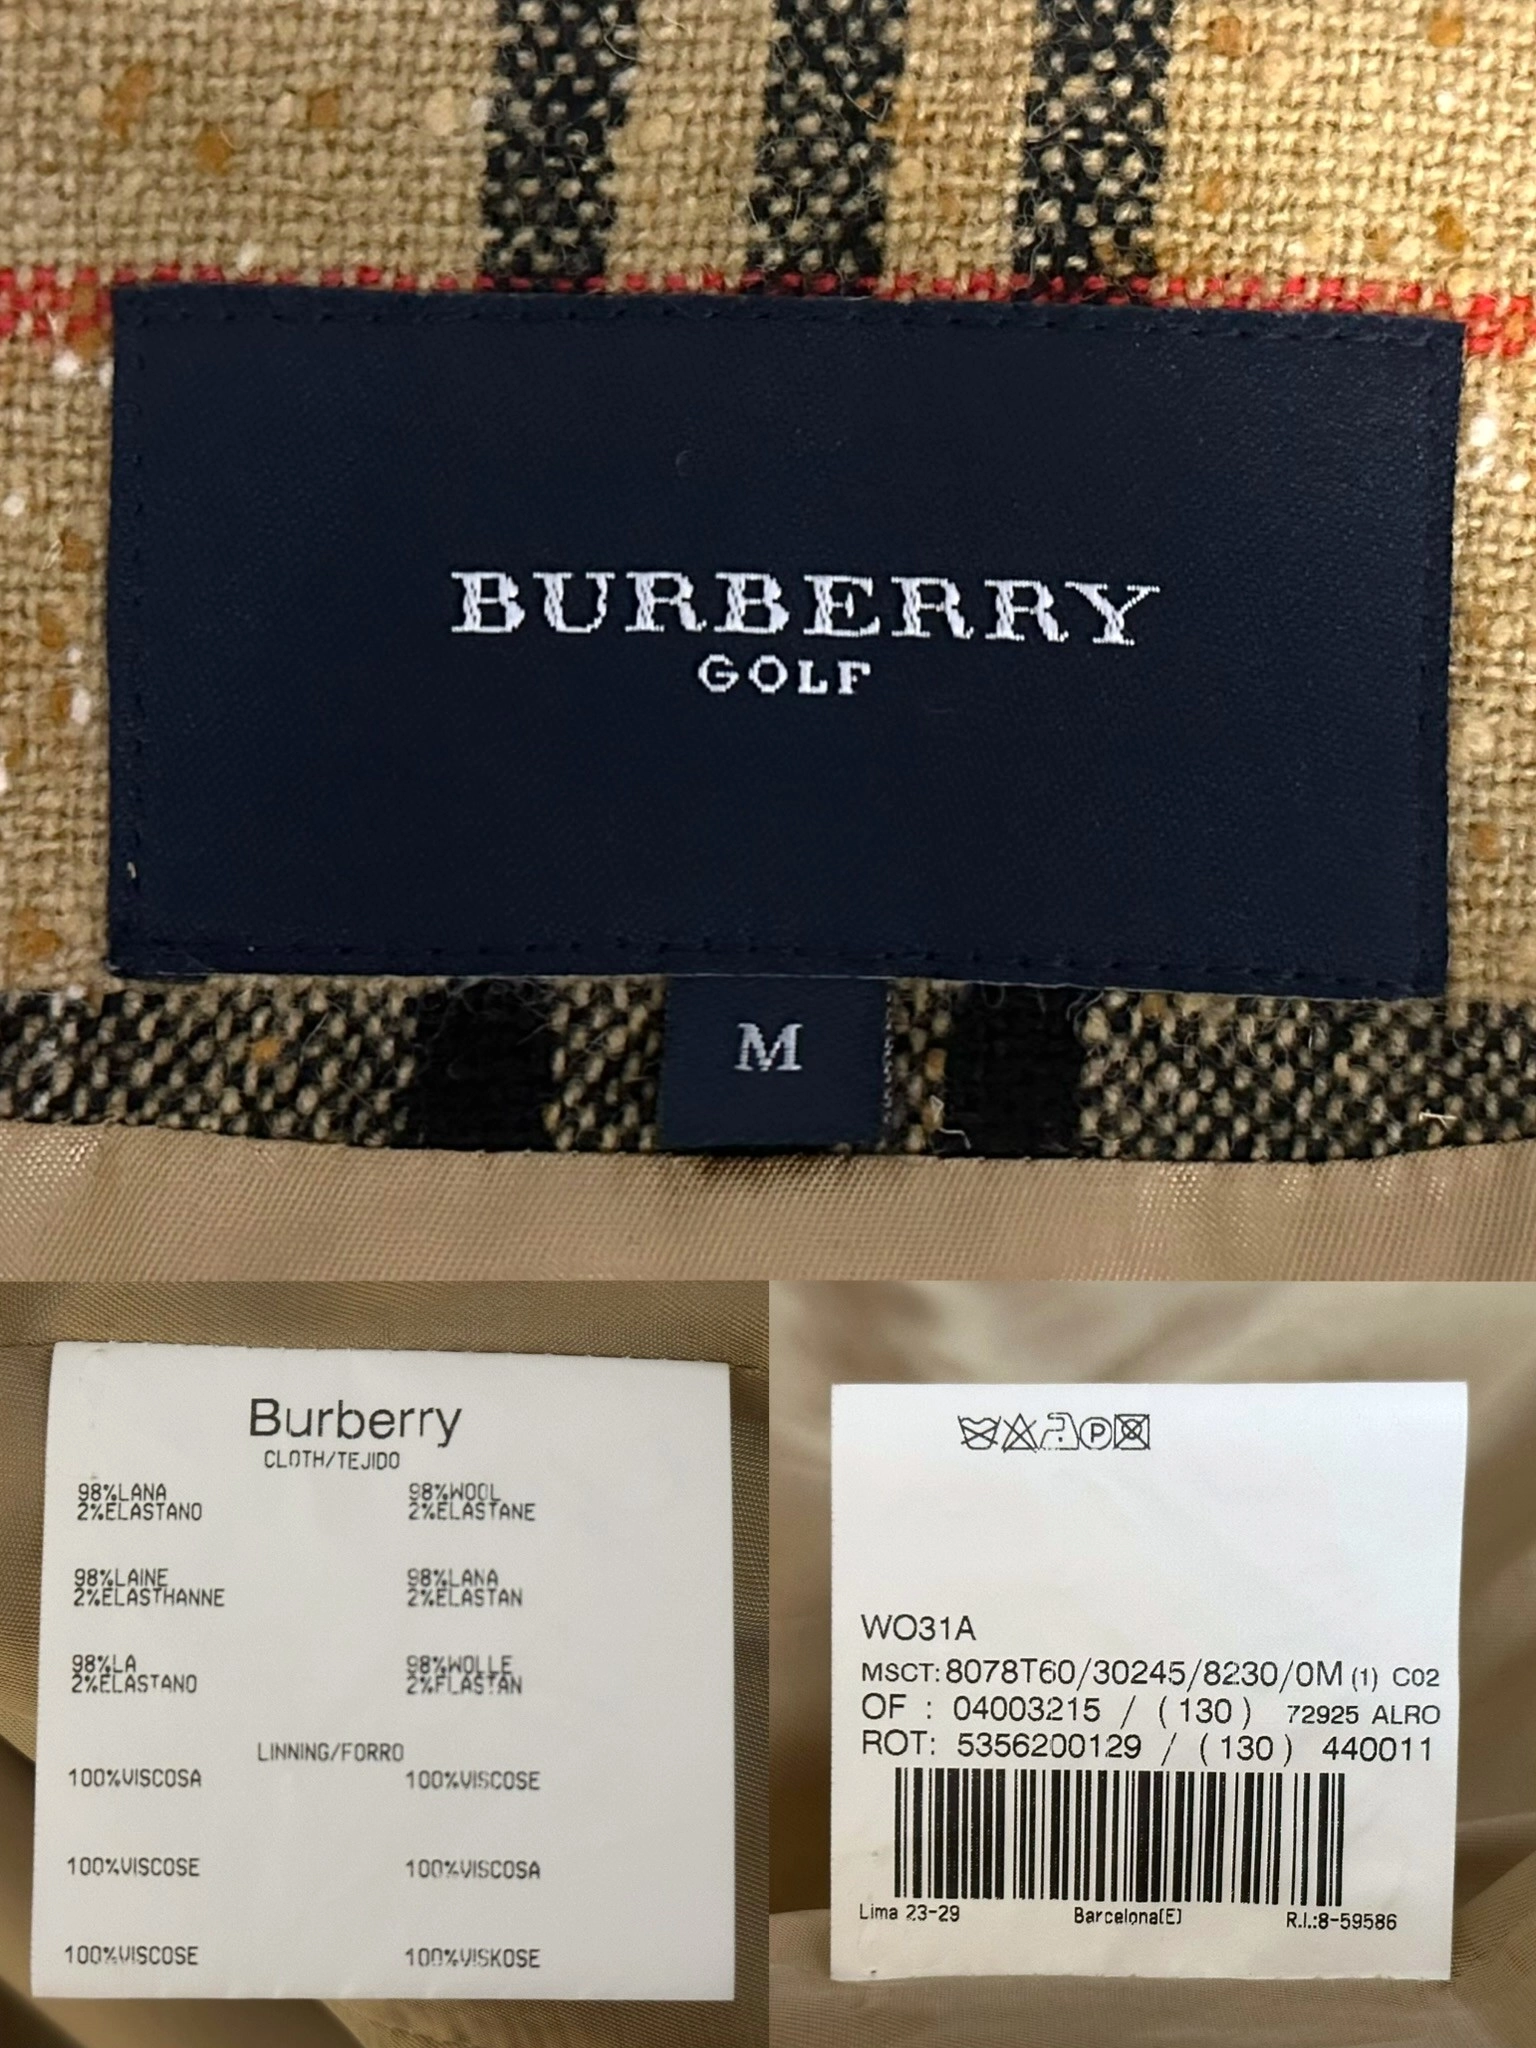 BURBERRY
GOLF
M
Burberry
CLOTH/TEJIDO
98%LANA 98%WOOL
2%ELASTANO 2%ELASTANE
98%LAINE 98%LANA
2%ELASTHANNE 2%ELASTAN
98%LA 98%WOLLE
2%ELASTANO 2%ELASTAN
LINNING/FORRO
100%VISCOSA 100%VISCOSE
100%VISCOSE 100%VISCOSA
100%VISCOSE 100%VISKOSE
P
WO31A
MSCT:8078T60/30245/8230/0M (1) C02
OF : 04003215 / (130) 72925 ALRO
ROT: 5356200129 / (130) 440011
Lima 23-29 Barcelona(E) R.I.:8-59586